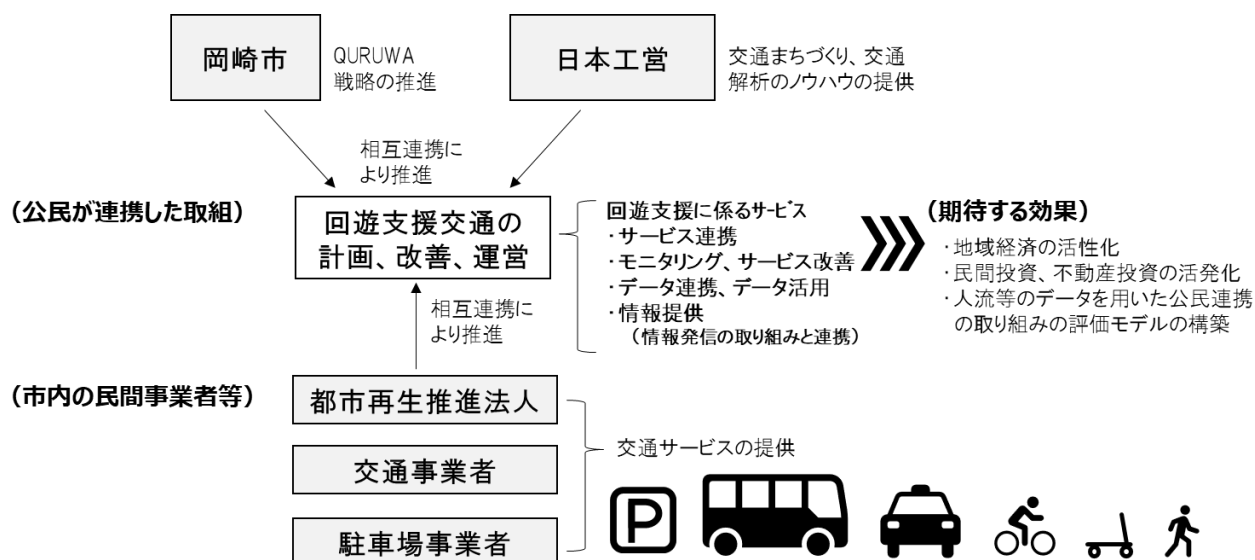 岡崎市
QURUWA
戦略の推進
日本工営
交通まちづくり、交通
解析のノウハウの提供
相互連携に
より推進
（公民が連携した取組）
回遊支援交通の
計画、改善、運営
回遊支援に係るサービス
・サービス連携
・モニタリング、サービス改善
・データ連携、データ活用
・情報提供
（情報発信の取り組みと連携）
（期待する効果）
・地域経済の活性化
・民間投資、不動産投資の活発化
・人流等のデータを用いた公民連携
の取り組みの評価モデルの構築
相互連携に
より推進
（市内の民間事業者等）
都市再生推進法人
交通事業者
駐車場事業者
交通サービスの提供
P